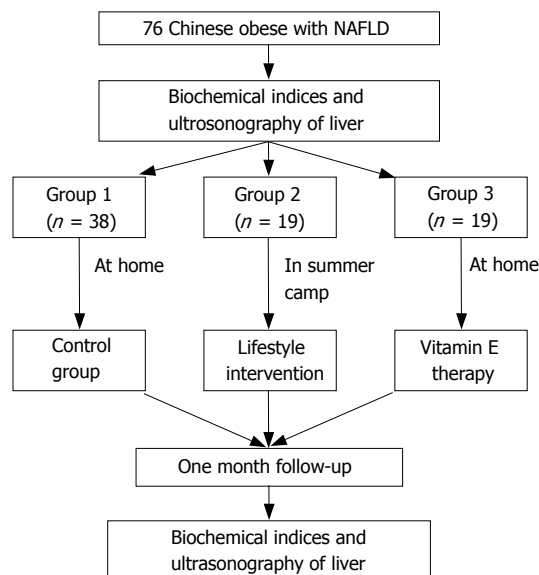 76 Chinese obese with NAFLD
Biochemical indices and
ultrosonography of liver
Group 1
(n = 38)
Group 2
(n = 19)
Group 3
(n = 19)
At home
In summer
camp
At home
Control
group
Lifestyle
intervention
Vitamin E
therapy
One month follow-up
Biochemical indices and
ultrasonography of liver